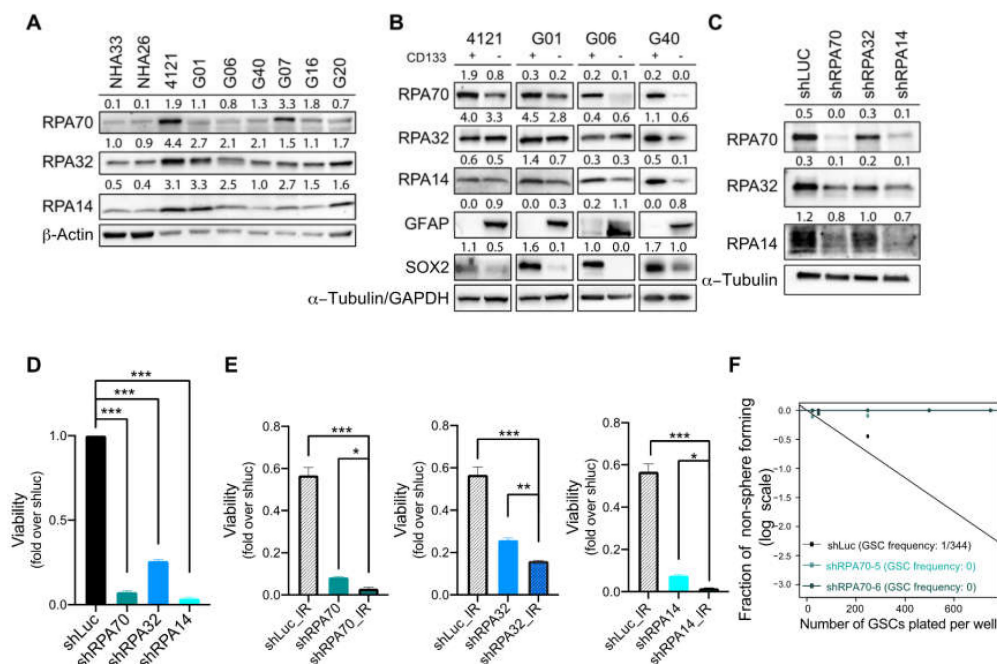 A
NHA33 NHA26 4121 G01 G06 G40 G07 G16 G20
0.1 0.1 1.9 1.1 0.8 1.3 3.3 1.8 0.7
RPA70
1.0 0.9 4.4 2.7 2.1 2.1 1.5 1.1 1.7
RPA32
0.5 0.4 3.1 3.3 2.5 1.0 2.7 1.5 1.6
RPA14
β-Actin
B
4121 G01 G06 G40
CD133 + - + - + - + -
1.9 0.8 0.3 0.2 0.2 0.1 0.2 0.0
RPA70
4.0 3.3 4.5 2.8 0.4 0.6 1.1 0.6
RPA32
0.6 0.5 1.4 0.7 0.3 0.3 0.5 0.1
RPA14
0.0 0.9 0.0 0.3 0.2 1.1 0.0 0.8
GFAP
1.1 0.5 1.6 0.1 1.0 0.0 1.7 1.0
SOX2
α-Tubulin/GAPDH
C
shLUC shRPA70 shRPA32 shRPA14
0.5 0.0 0.3 0.1
RPA70
0.3 0.1 0.2 0.1
RPA32
1.2 0.8 1.0 0.7
RPA14
α-Tubulin
D
***
***
***
1.0
0.5
0.0
Viability
(fold over shluc)
shLuc shRPA70 shRPA32 shRPA14
E
***
*
0.8
0.6
0.4
0.2
0.0
Viability
(fold over shluc)
shLuc_IR shRPA70 shRPA70_IR
***
**
0.8
0.6
0.4
0.2
0.0
Viability
(fold over shluc)
shLuc_IR shRPA32 shRPA32_IR
***
*
0.8
0.6
0.4
0.2
0.0
Viability
(fold over shluc)
shLuc_IR shRPA14 shRPA14_IR
F
0.0
-0.5
-1.0
-1.5
-2.0
-2.5
-3.0
Fraction of non-sphere forming
(log scale)
shLuc (GSC frequency: 1/344)
shRPA70-5 (GSC frequency: 0)
shRPA70-6 (GSC frequency: 0)
0 200 400 600
Number of GSCs plated per well